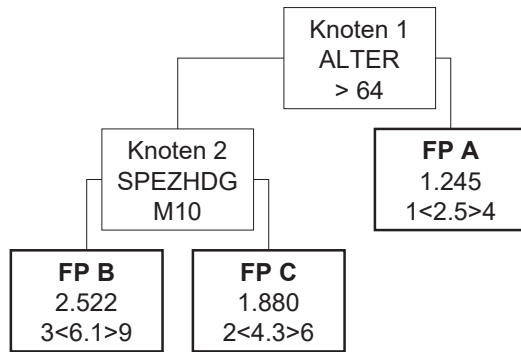 Knoten 1
ALTER
> 64
Knoten 2
SPEZHDG
M10
FP A
1.245
1<2.5>4
FP B
2.522
3<6.1>9
FP C
1.880
2<4.3>6